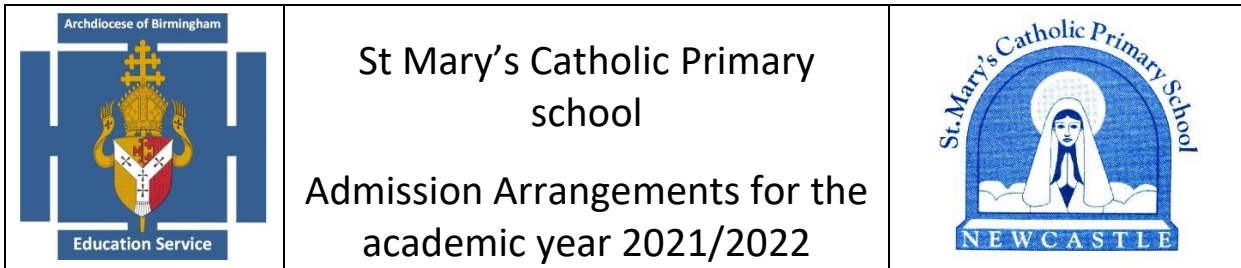 Archdiocese of Birmingham
Education Service
St Mary’s Catholic Primary
school
Admission Arrangements for the
academic year 2021/2022
St. Mary's Catholic Primary School
NEWCASTLE